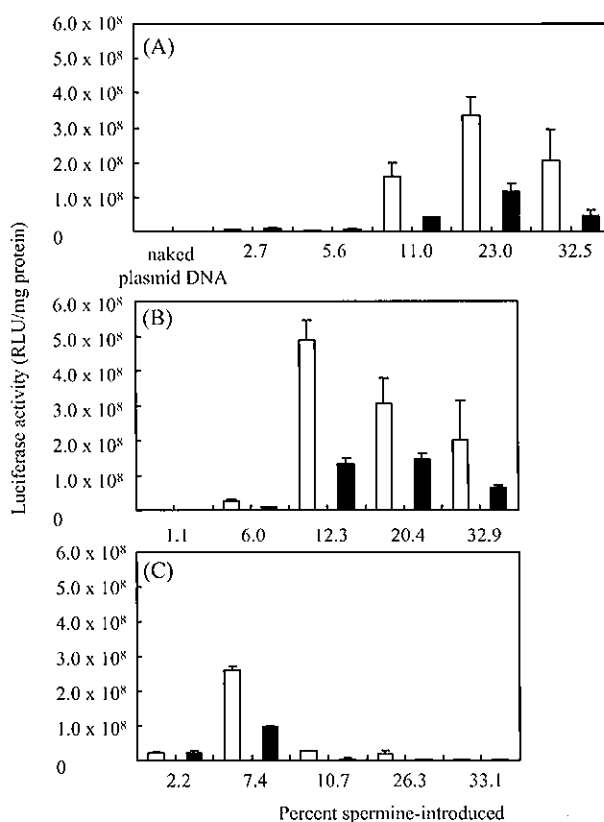 Luciferase activity (RLU/mg protein)
(A)
6.0 x 10⁸
5.0 x 10⁸
4.0 x 10⁸
3.0 x 10⁸
2.0 x 10⁸
1.0 x 10⁸
0
naked plasmid DNA
2.7 5.6 11.0 23.0 32.5
(B)
6.0 x 10⁸
5.0 x 10⁸
4.0 x 10⁸
3.0 x 10⁸
2.0 x 10⁸
1.0 x 10⁸
0
1.1 6.0 12.3 20.4 32.9
(C)
6.0 x 10⁸
5.0 x 10⁸
4.0 x 10⁸
3.0 x 10⁸
2.0 x 10⁸
1.0 x 10⁸
0
2.2 7.4 10.7 26.3 33.1
Percent spermine-introduced